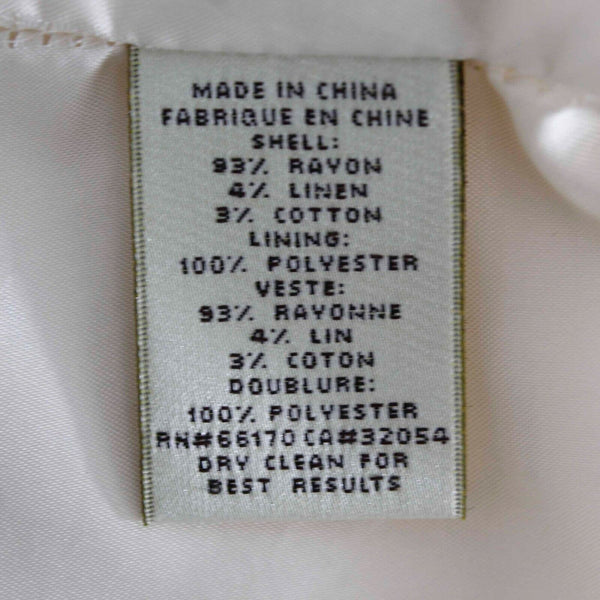 MADE IN CHINA
FABRIQUE EN CHINE
SHELL:
93% RAYON
4% LINEN
3% COTTON
LINING:
100% POLYESTER
VESTE:
93% RAYONNE
4% LIN
3% COTON
DOUBLURE:
100% POLYESTER
RN#66170 CA#32054
DRY CLEAN FOR
BEST RESULTS